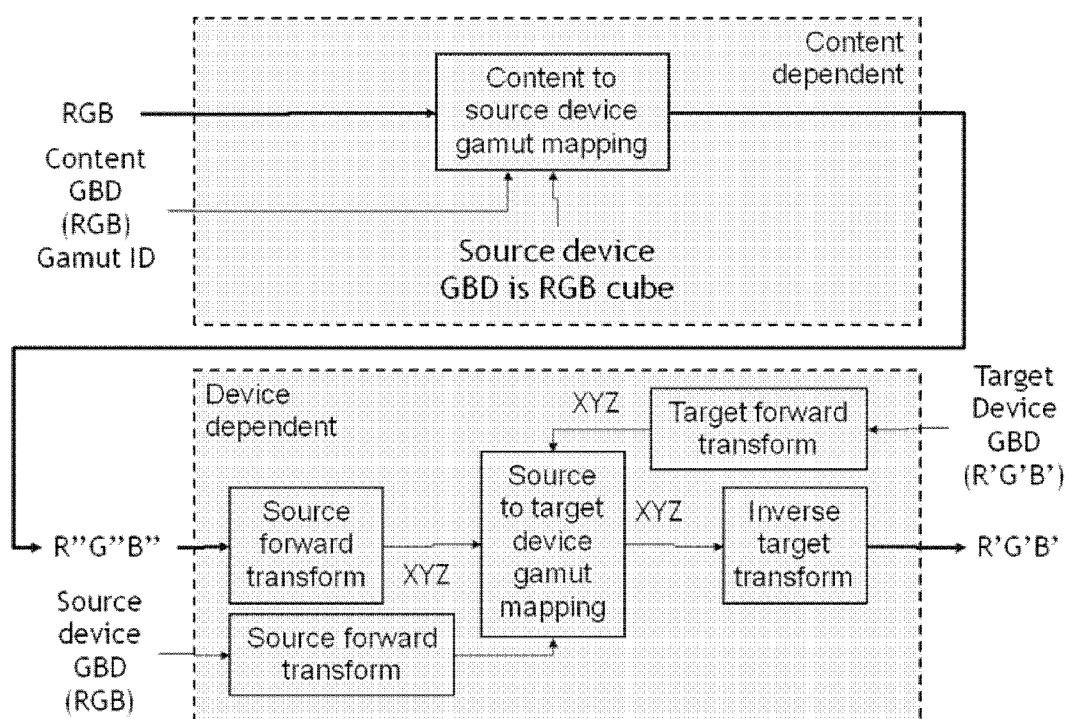 Content
dependent
RGB
Content to
source device
gamut mapping
Content
GBD
(RGB)
Gamut ID
Source device
GBD is RGB cube
Device
dependent
XYZ
Target forward
transform
Target
Device
GBD
(R'G'B')
R''G''B''
Source
forward
transform
XYZ
Source
to target
device
gamut
mapping
XYZ
Inverse
target
transform
R'G'B'
Source
device
GBD
(RGB)
Source forward
transform